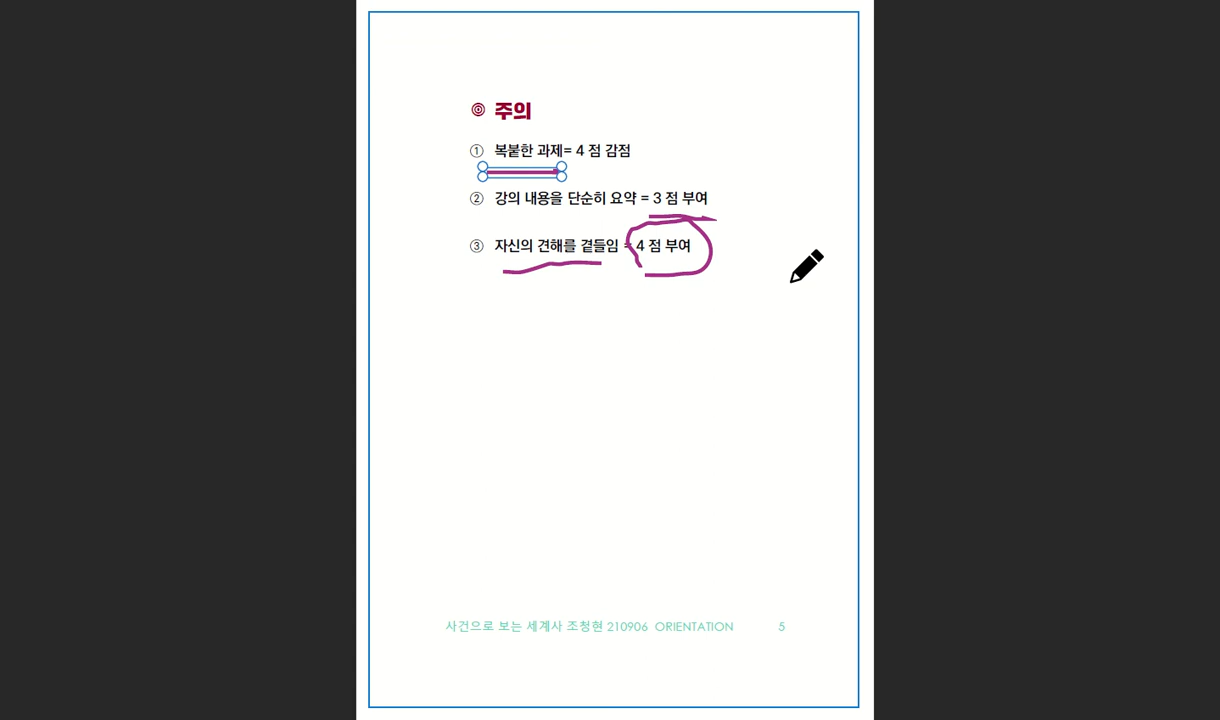 주의
① 복붙한 과제= 4 점 감점
② 강의 내용을 단순히 요약 = 3 점 부여
③ 자신의 견해를 곁들임 = 4 점 부여
사건으로 보는 세계사 조청현 210906 ORIENTATION 5